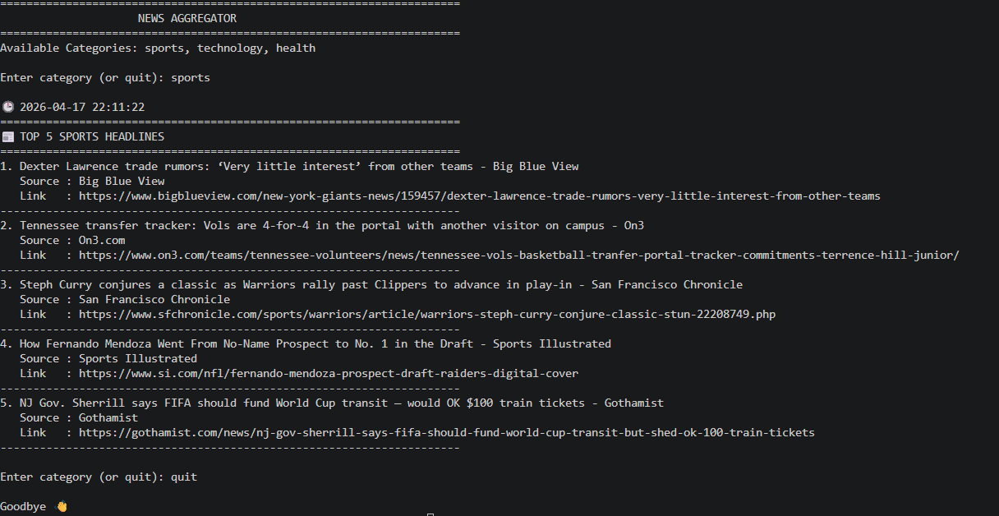 ======================================================================
NEWS AGGREGATOR
======================================================================
Available Categories: sports, technology, health
Enter category (or quit): sports
🕒 2026-04-17 22:11:22
======================================================================
📰 TOP 5 SPORTS HEADLINES
======================================================================
1. Dexter Lawrence trade rumors: ‘Very little interest’ from other teams - Big Blue View
Source : Big Blue View
Link   : https://www.bigblueview.com/new-york-giants-news/159457/dexter-lawrence-trade-rumors-very-little-interest-from-other-teams
----------------------------------------------------------------------
2. Tennessee transfer tracker: Vols are 4-for-4 in the portal with another visitor on campus - On3
Source : On3.com
Link   : https://www.on3.com/teams/tennessee-volunteers/news/tennessee-vols-basketball-tranfer-portal-tracker-commitments-terrence-hill-junior/
----------------------------------------------------------------------
3. Steph Curry conjures a classic as Warriors rally past Clippers to advance in play-in - San Francisco Chronicle
Source : San Francisco Chronicle
Link   : https://www.sfchronicle.com/sports/warriors/article/warriors-steph-curry-conjure-classic-stun-22208749.php
----------------------------------------------------------------------
4. How Fernando Mendoza Went From No-Name Prospect to No. 1 in the Draft - Sports Illustrated
Source : Sports Illustrated
Link   : https://www.si.com/nfl/fernando-mendoza-prospect-draft-raiders-digital-cover
----------------------------------------------------------------------
5. NJ Gov. Sherrill says FIFA should fund World Cup transit — would OK $100 train tickets - Gothamist
Source : Gothamist
Link   : https://gothamist.com/news/nj-gov-sherrill-says-fifa-should-fund-world-cup-transit-but-shed-ok-100-train-tickets
----------------------------------------------------------------------
Enter category (or quit): quit
Goodbye 👋